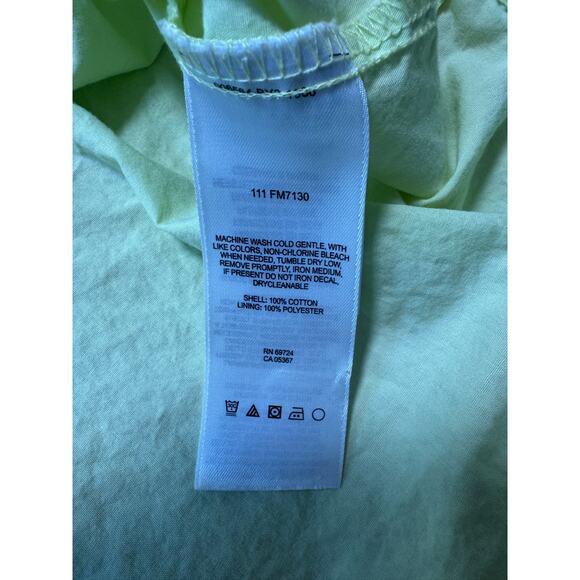 111 FM7130
MACHINE WASH COLD GENTLE, WITH
LIKE COLORS, NON-CHLORINE BLEACH
WHEN NEEDED, TUMBLE DRY LOW,
REMOVE PROMPTLY, IRON MEDIUM,
IF PRESENT DO NOT IRON DECAL,
DRYCLEANABLE
SHELL: 100% COTTON
LINING: 100% POLYESTER
RN 69724
CA 05367